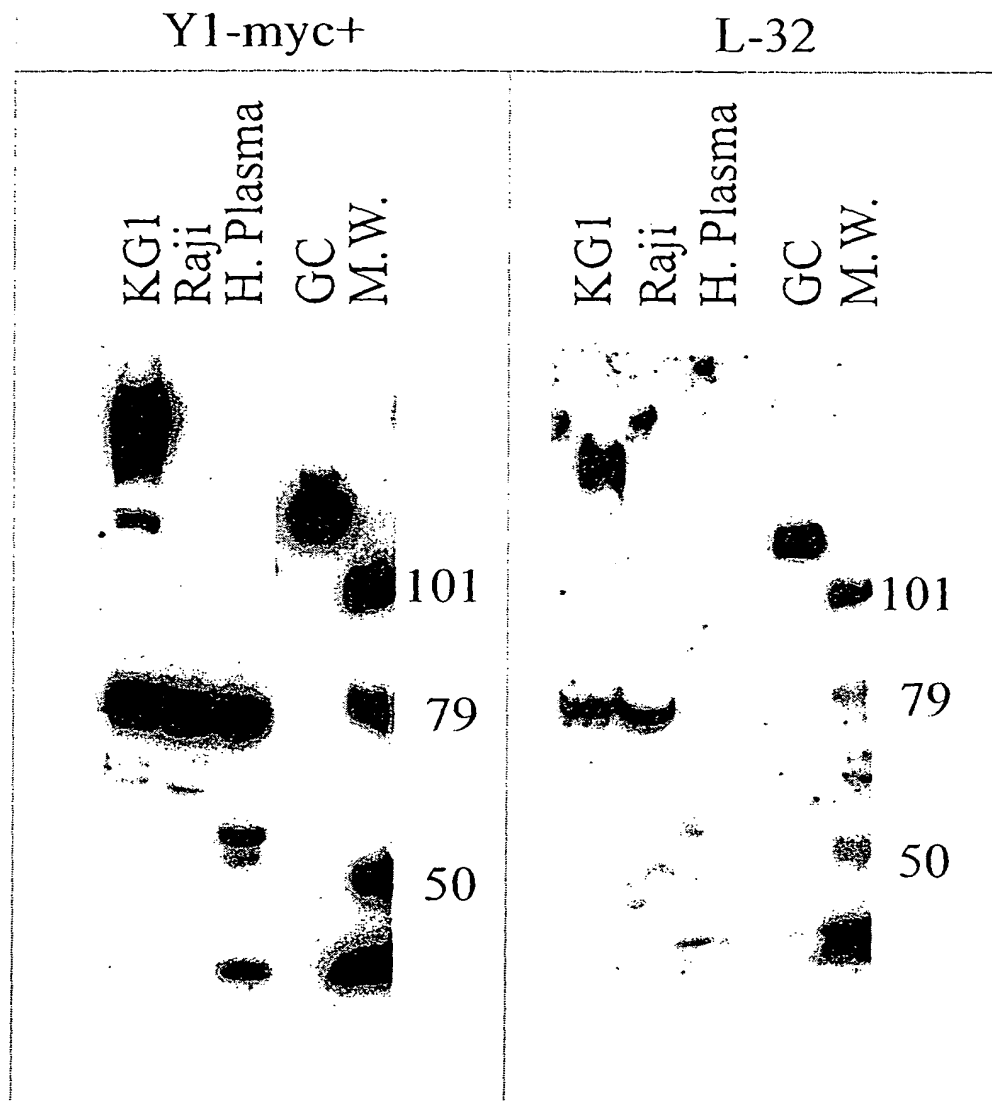 Y1-myc+
KG1
Raji
H. Plasma
GC
M.W.
101
79
50
L-32
KG1
Raji
H. Plasma
GC
M.W.
101
79
50